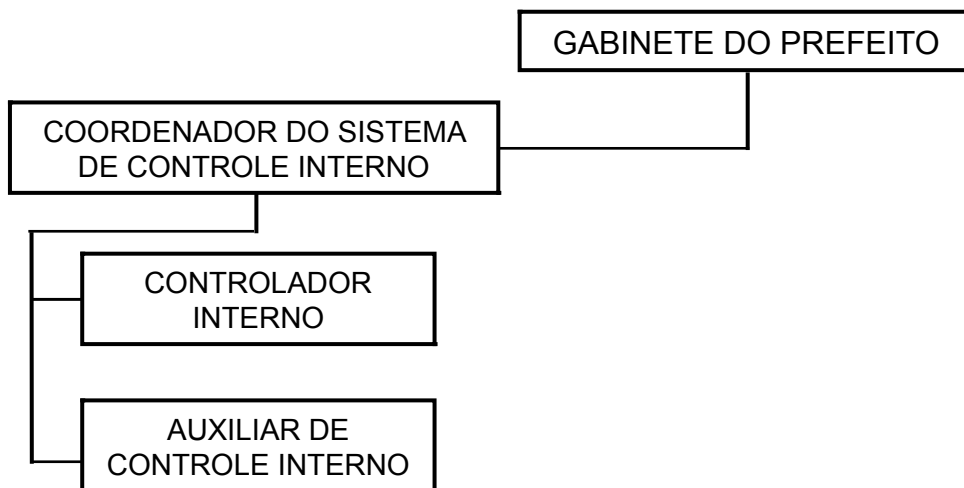 GABINETE DO PREFEITO
COORDENADOR DO SISTEMA
DE CONTROLE INTERNO
CONTROLADOR
INTERNO
AUXILIAR DE
CONTROLE INTERNO